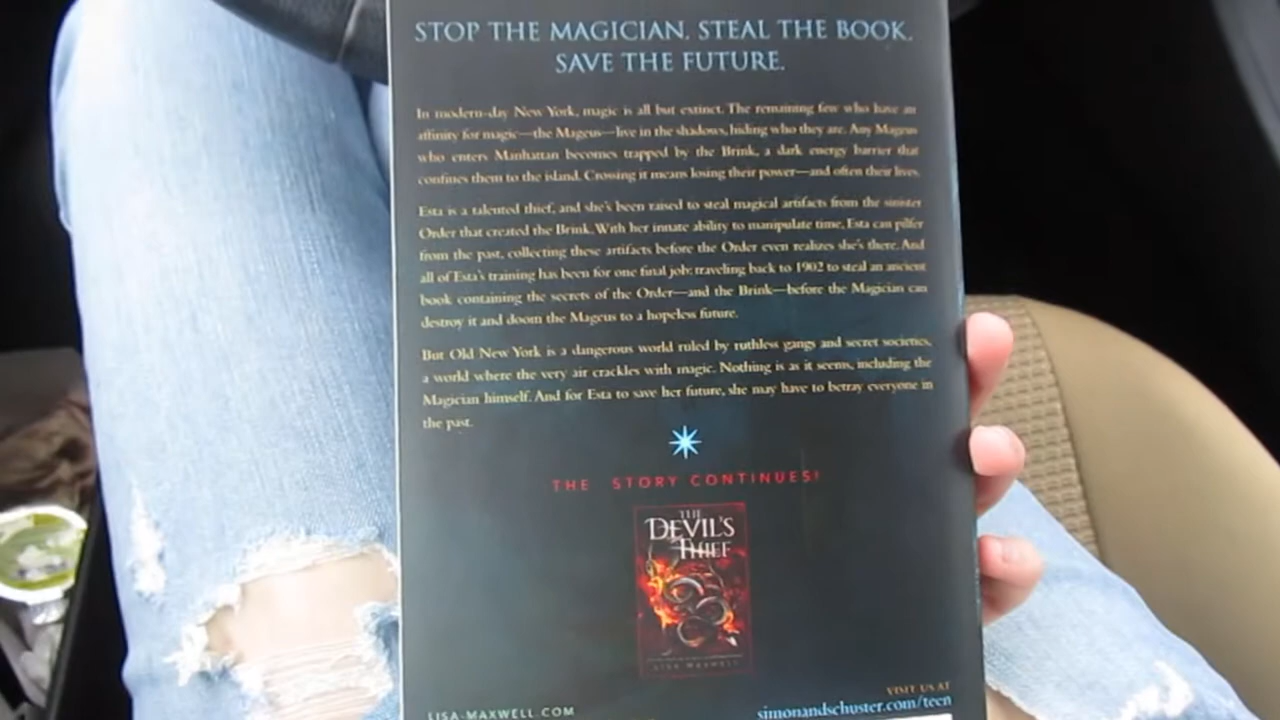 STOP THE MAGICIAN. STEAL THE BOOK.
SAVE THE FUTURE.
In modern-day New York, magic is all but extinct. The remaining few who have an
affinity for magic—the Mageus—live in the shadows, hiding who they are. Any Mageus
who enters Manhattan becomes trapped by the Brink, a dark energy barrier that
confines them to the island. Crossing it means losing their power—and often their lives.
Esta is a talented thief, and she's been raised to steal magical artifacts from the sinister
Order that created the Brink. With her innate ability to manipulate time, Esta can pilfer
from the past, collecting these artifacts before the Order even realizes she's there. And
all of Esta's training has been for one final job: traveling back to 1902 to steal an ancient
book containing the secrets of the Order—and the Brink—before the Magician can
destroy it and doom the Mageus to a hopeless future.
But Old New York is a dangerous world ruled by ruthless gangs and secret societies,
a world where the very air crackles with magic. Nothing is as it seems, including the
Magician himself. And for Esta to save her future, she may have to betray everyone in
the past.
THE STORY CONTINUES!
THE
DEVIL'S
THIEF
LISA MAXWELL
VISIT US AT
LISA-MAXWELL.COM
simonandschuster.com/teen